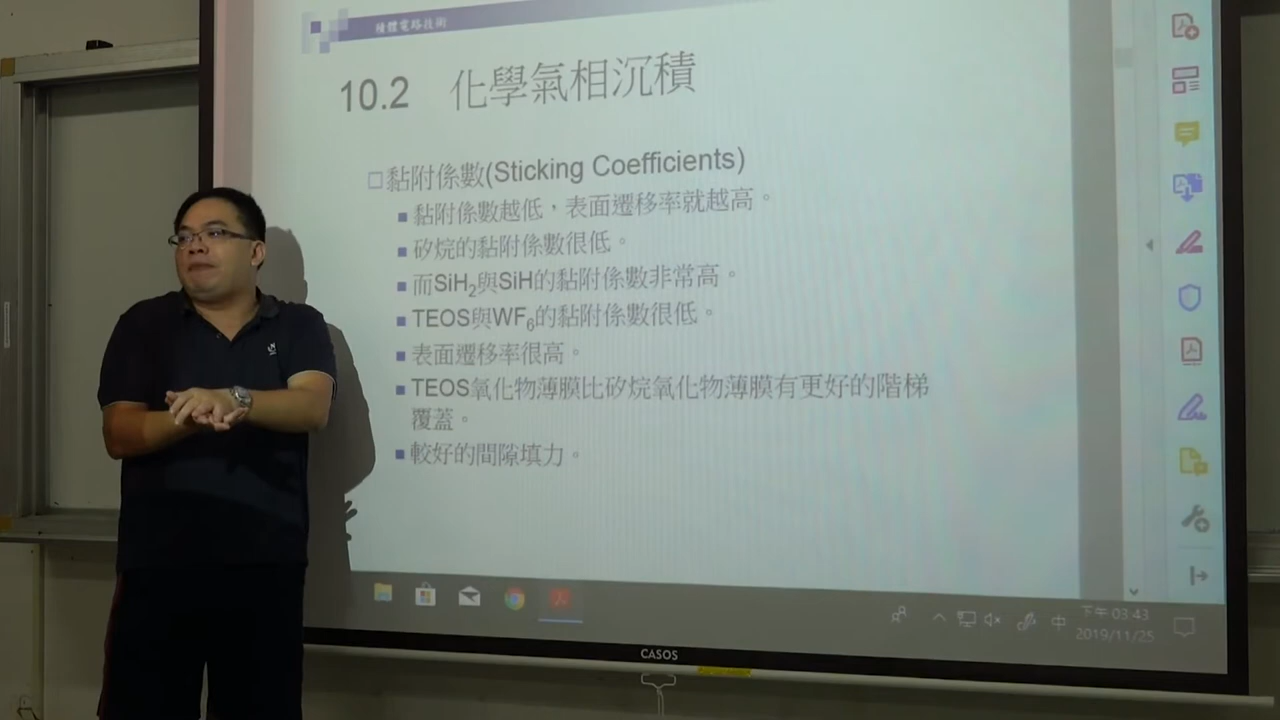 積體電路技術
10.2 化學氣相沉積
黏附係數(Sticking Coefficients)
黏附係數越低，表面遷移率就越高。
矽烷的黏附係數很低。
而SiH2與SiH的黏附係數非常高。
TEOS與WF6的黏附係數很低。
表面遷移率很高。
TEOS氧化物薄膜比矽烷氧化物薄膜有更好的階梯
覆蓋。
較好的間隙填力。
中
下午 03:43
2019/11/25
CASOS